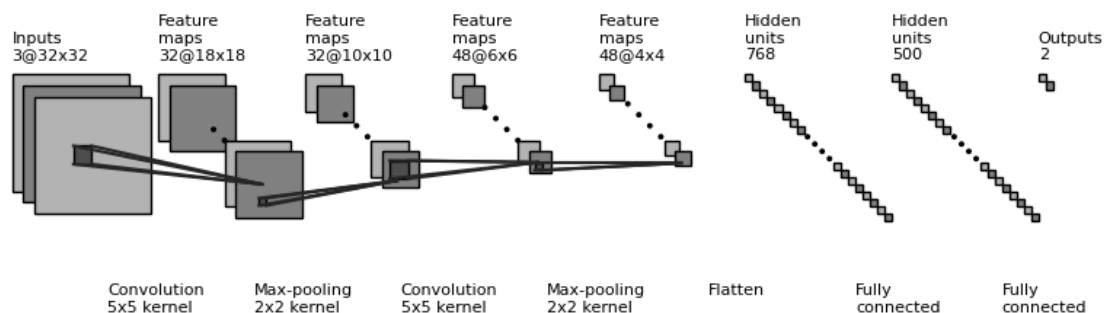 Inputs
3@32x32
Feature
maps
32@18x18
Feature
maps
32@10x10
Feature
maps
48@6x6
Feature
maps
48@4x4
Hidden
units
768
Hidden
units
500
Outputs
2
Convolution
5x5 kernel
Max-pooling
2x2 kernel
Convolution
5x5 kernel
Max-pooling
2x2 kernel
Flatten
Fully
connected
Fully
connected